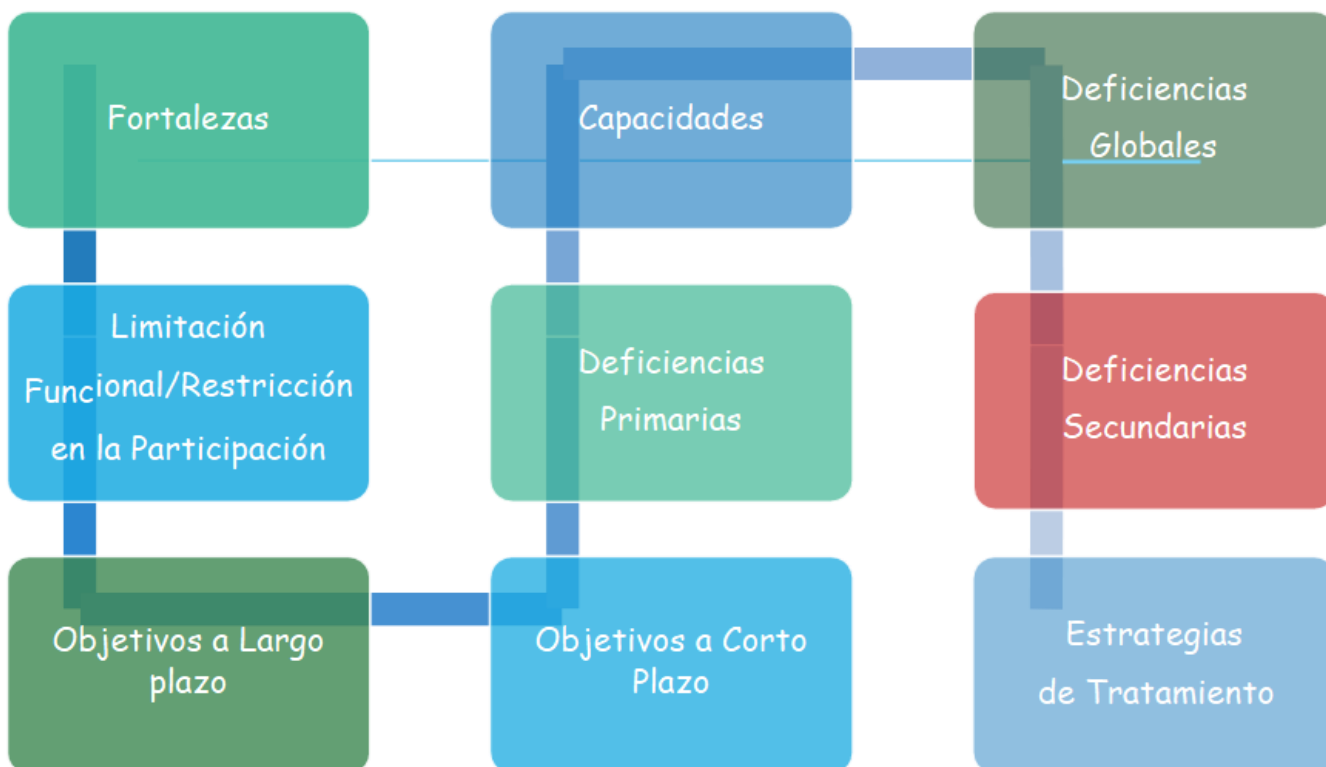 Fortalezas
Capacidades
Deficiencias
Globales
Limitación
Funcional/Restricción
en la Participación
Deficiencias
Primarias
Deficiencias
Secundarias
Objetivos a Largo
plazo
Objetivos a Corto
Plazo
Estrategias
de Tratamiento